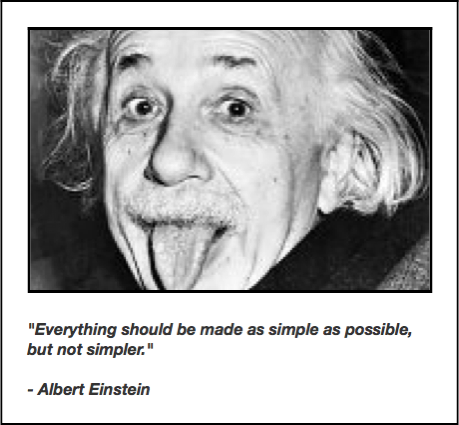 "Everything should be made as simple as possible,
but not simpler."
- Albert Einstein